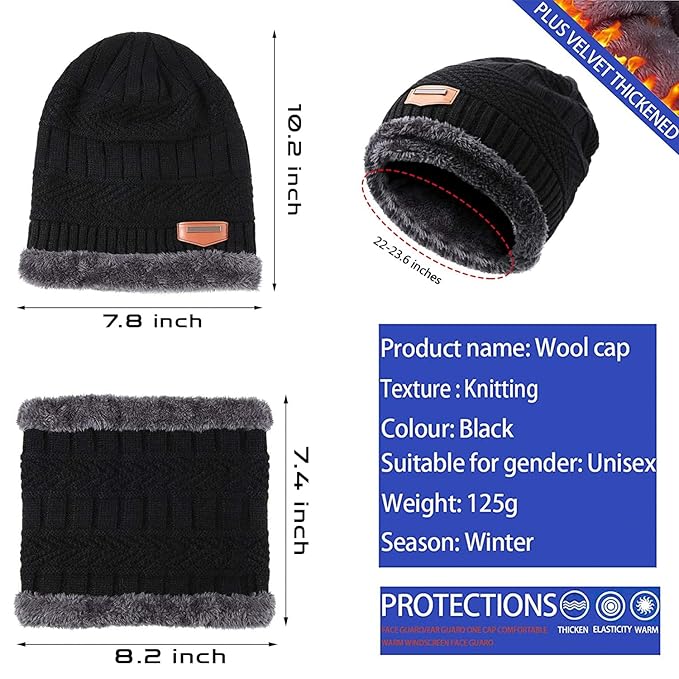 PLUS VELVET THICKENED
10.2 inch
7.8 inch
22-23.6 inches
7.4 inch
8.2 inch
Product name: Wool cap
Texture : Knitting
Colour: Black
Suitable for gender: Unisex
Weight: 125g
Season: Winter
PROTECTIONS
THICKEN ELASTICITY WARM
FACE GUARD/EAR GUARD ONE CAP COMFORTABLE
WARM WINDSCREEN FACE GUARD